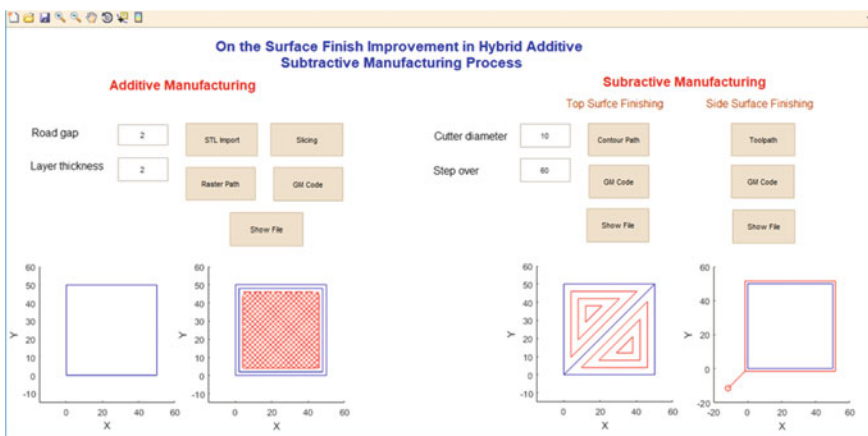 On the Surface Finish Improvement in Hybrid Additive
Subtractive Manufacturing Process
Additive Manufacturing
Subractive Manufacturing
Top Surfce Finishing
Side Surface Finishing
Road gap
2
STL Import
Slicing
Layer thickness
2
Raster Path
GM Code
Show File
Cutter diameter
10
Contour Path
Toolpath
Step over
60
GM Code
GM Code
Show File
Show File
60
50
40
30
20
10
0
-10
Y
0
20
40
60
X
60
50
40
30
20
10
0
-10
Y
0
20
40
60
X
60
50
40
30
20
10
0
-10
Y
0
20
40
60
X
60
40
20
0
-20
Y
-20
0
20
40
60
X